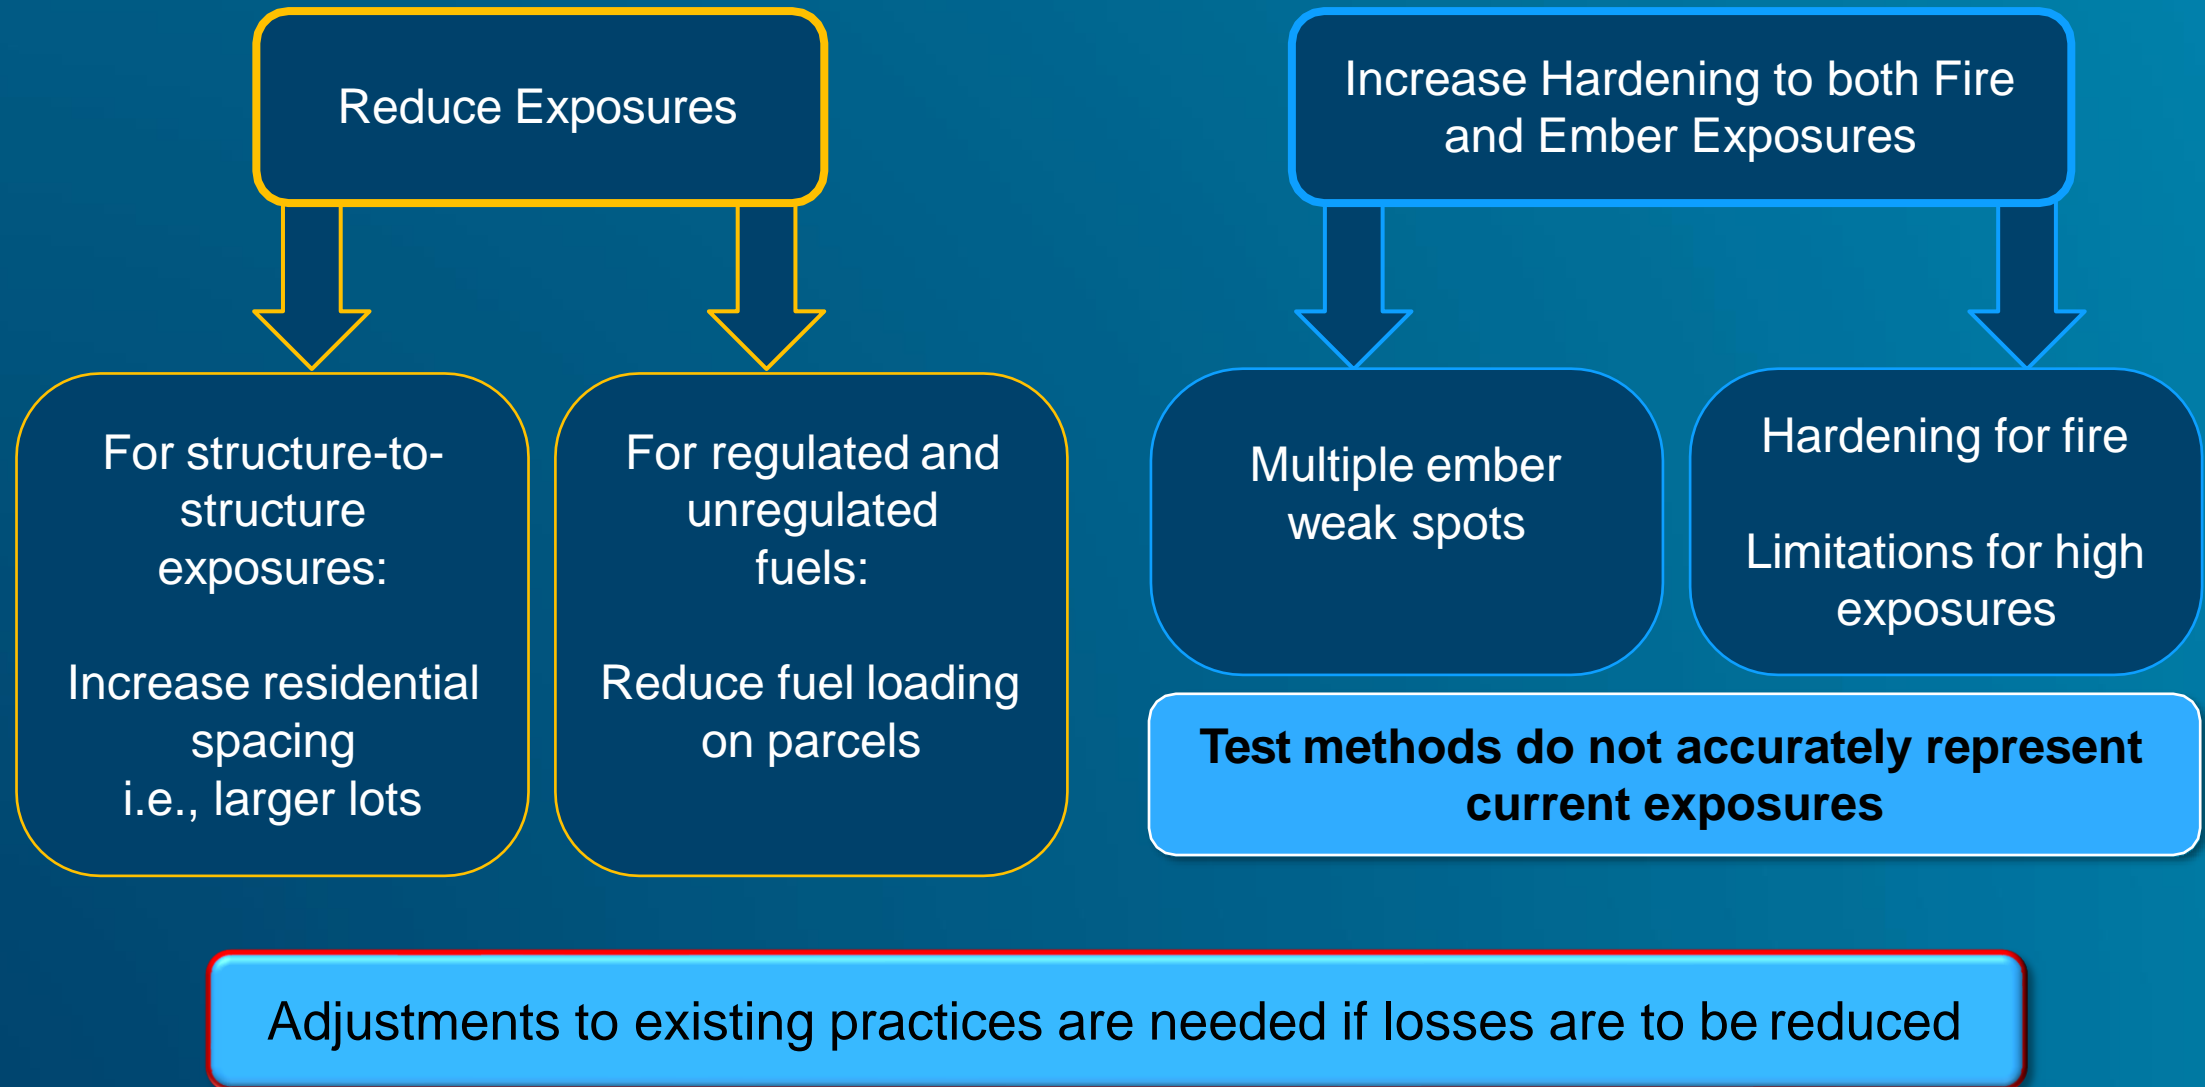 Reduce Exposures
Increase Hardening to both Fire
and Ember Exposures
For structure-to-
structure
exposures:
Increase residential
spacing
i.e., larger lots
For regulated and
unregulated
fuels:
Reduce fuel loading
on parcels
Multiple ember
weak spots
Hardening for fire
Limitations for high
exposures
Test methods do not accurately represent
current exposures
Adjustments to existing practices are needed if losses are to be reduced